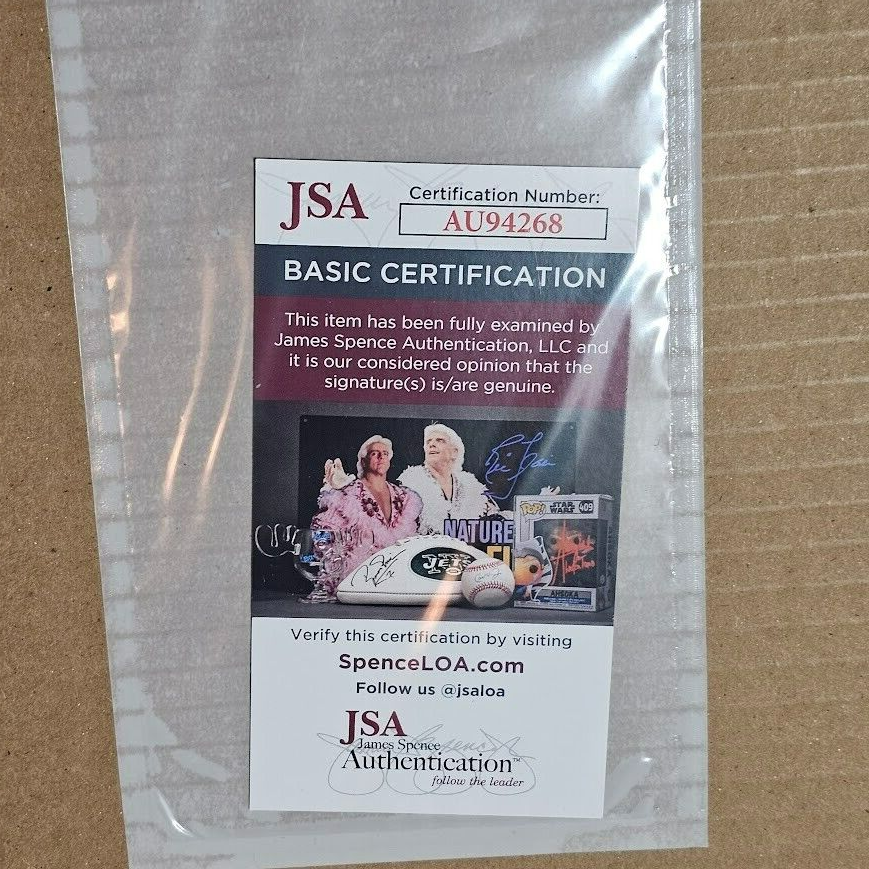 JSA
Certification Number:
AU94268
BASIC CERTIFICATION
This item has been fully examined by
James Spence Authentication, LLC and
it is our considered opinion that the
signature(s) is/are genuine.
NATURE
JETS
POP!
STAR WARS
409
AHSOKA
Verify this certification by visiting
SpenceLOA.com
Follow us @jsaloa
JSA
James Spence
Authentication™
follow the leader